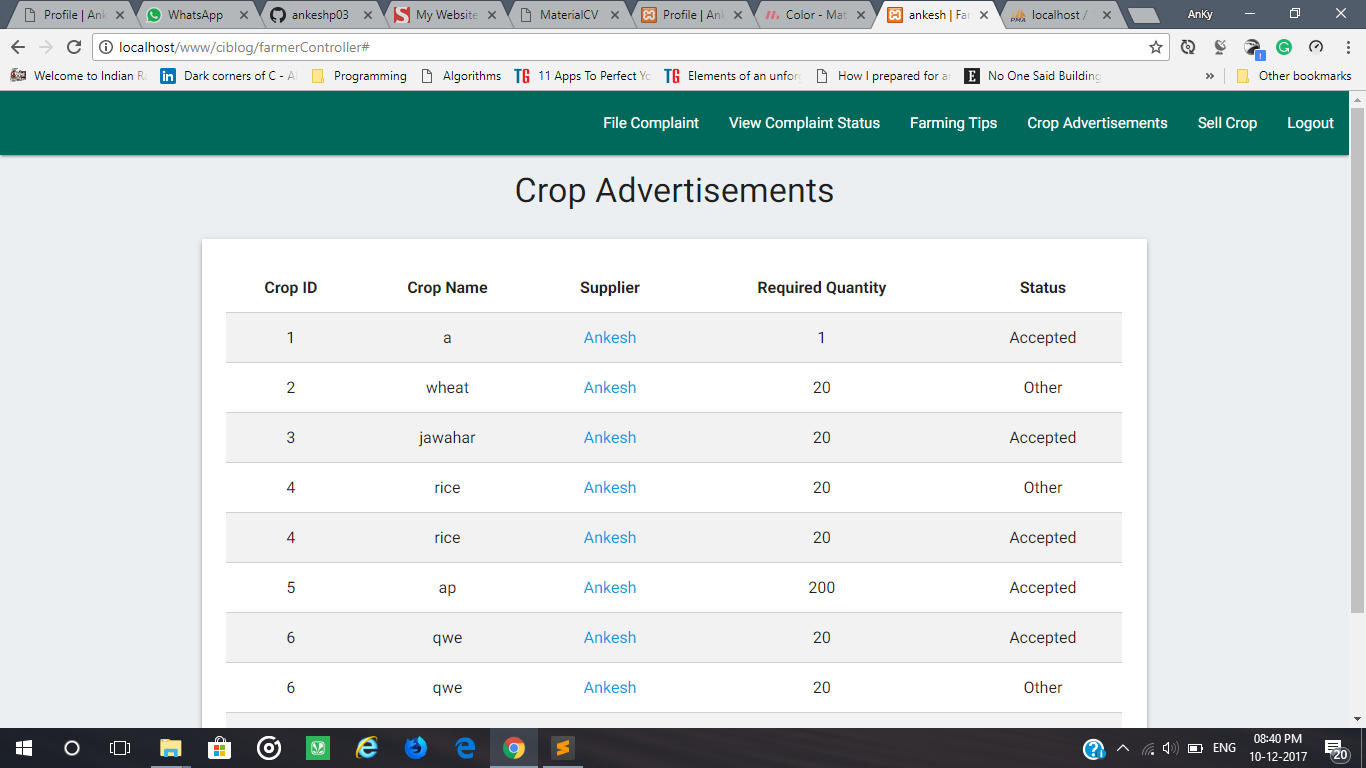 Profile | Ank WhatsApp ankeshp03 My Website MaterialCV Profile | Ank Color - Mat ankesh | Far localhost / AnKy
localhost/www/ciblog/farmerController#
Welcome to Indian Ra Dark corners of C - A Programming Algorithms TG 11 Apps To Perfect Yo TG Elements of an unforg How I prepared for a E No One Said Building » Other bookmarks
File Complaint View Complaint Status Farming Tips Crop Advertisements Sell Crop Logout
Crop Advertisements
Crop ID Crop Name Supplier Required Quantity Status
1 a Ankesh 1 Accepted
2 wheat Ankesh 20 Other
3 jawahar Ankesh 20 Accepted
4 rice Ankesh 20 Other
4 rice Ankesh 20 Accepted
5 ap Ankesh 200 Accepted
6 qwe Ankesh 20 Accepted
6 qwe Ankesh 20 Other
ENG 08:40 PM
10-12-2017 20